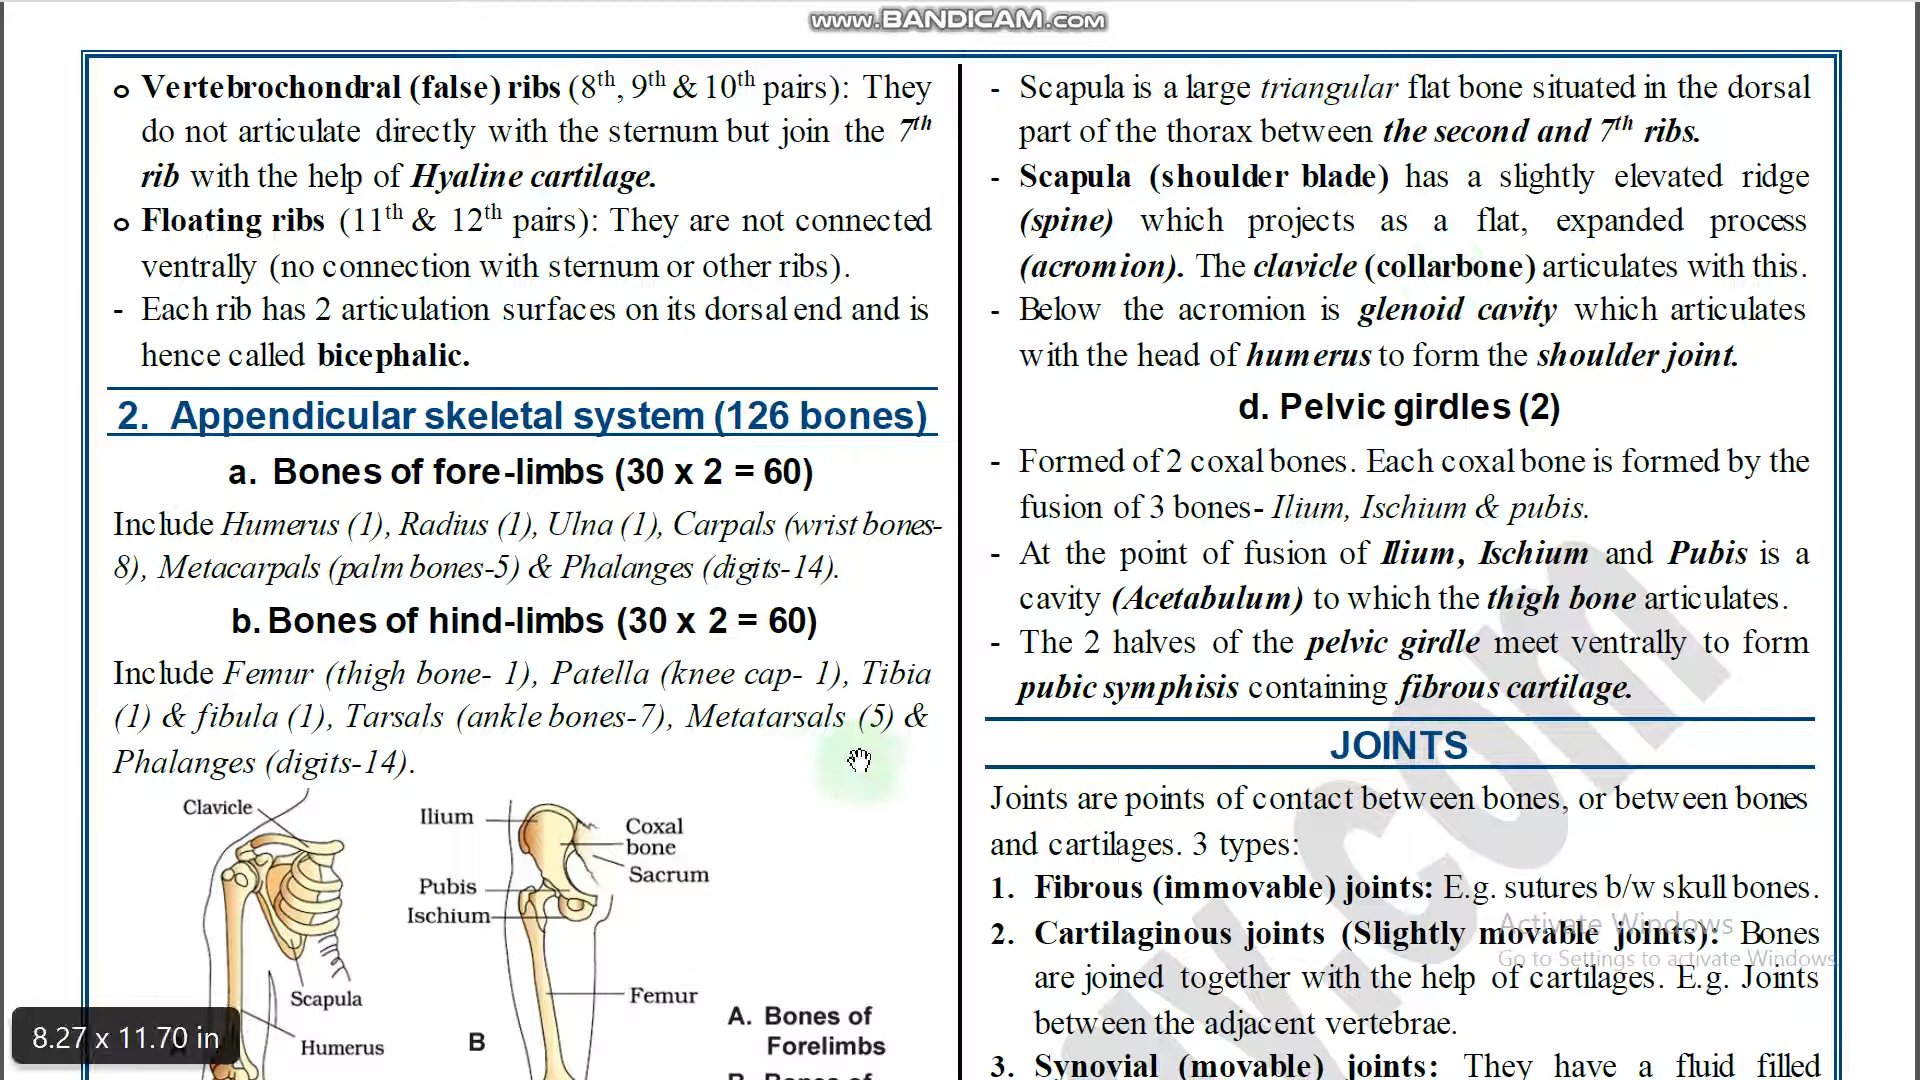 www.BANDICAM.com
o Vertebrochondral (false) ribs (8th, 9th & 10th pairs): They
do not articulate directly with the sternum but join the 7th
rib with the help of Hyaline cartilage.
o Floating ribs (11th & 12th pairs): They are not connected
ventrally (no connection with sternum or other ribs).
- Each rib has 2 articulation surfaces on its dorsal end and is
hence called bicephalic.
2. Appendicular skeletal system (126 bones)
a. Bones of fore-limbs (30 x 2 = 60)
Include Humerus (1), Radius (1), Ulna (1), Carpals (wrist bones-
8), Metacarpals (palm bones-5) & Phalanges (digits-14).
b. Bones of hind-limbs (30 x 2 = 60)
Include Femur (thigh bone- 1), Patella (knee cap- 1), Tibia
(1) & fibula (1), Tarsals (ankle bones-7), Metatarsals (5) &
Phalanges (digits-14).
Clavicle
Scapula
Humerus
Ilium
Pubis
Ischium
Coxal
bone
Sacrum
Femur
B
A. Bones of
Forelimbs
B. Bones of
8.27 x 11.70 in
- Scapula is a large triangular flat bone situated in the dorsal
part of the thorax between the second and 7th ribs.
- Scapula (shoulder blade) has a slightly elevated ridge
(spine) which projects as a flat, expanded process
(acromion). The clavicle (collarbone) articulates with this.
- Below the acromion is glenoid cavity which articulates
with the head of humerus to form the shoulder joint.
d. Pelvic girdles (2)
- Formed of 2 coxal bones. Each coxal bone is formed by the
fusion of 3 bones- Ilium, Ischium & pubis.
- At the point of fusion of Ilium, Ischium and Pubis is a
cavity (Acetabulum) to which the thigh bone articulates.
- The 2 halves of the pelvic girdle meet ventrally to form
pubic symphisis containing fibrous cartilage.
JOINTS
Joints are points of contact between bones, or between bones
and cartilages. 3 types:
1. Fibrous (immovable) joints: E.g. sutures b/w skull bones.
2. Cartilaginous joints (Slightly movable joints): Bones
are joined together with the help of cartilages. E.g. Joints
between the adjacent vertebrae.
3. Synovial (movable) joints: They have a fluid filled
Activate Windows
Go to Settings to activate Windows.